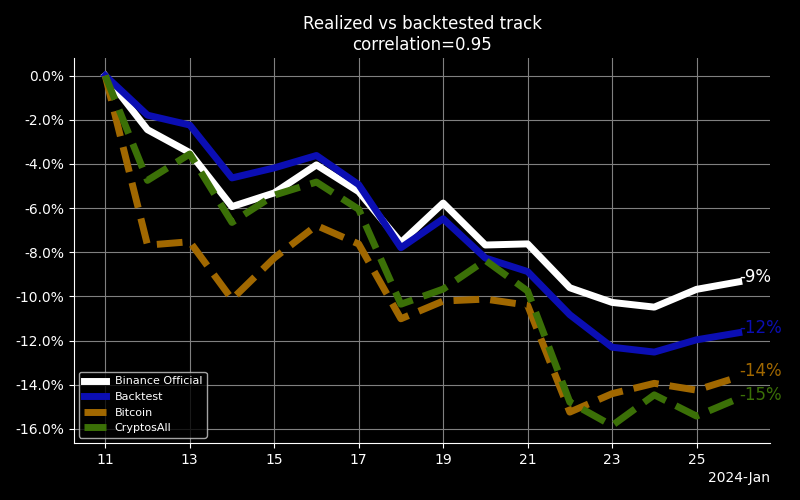 Realized vs backtested track
correlation=0.95
0.0%
-2.0%
-4.0%
-6.0%
-8.0%
-10.0%
-12.0%
-14.0%
-16.0%
-9%
-12%
-14%
-15%
Binance Official
Backtest
Bitcoin
CryptosAll
11 13 15 17 19 21 23 25
2024-Jan